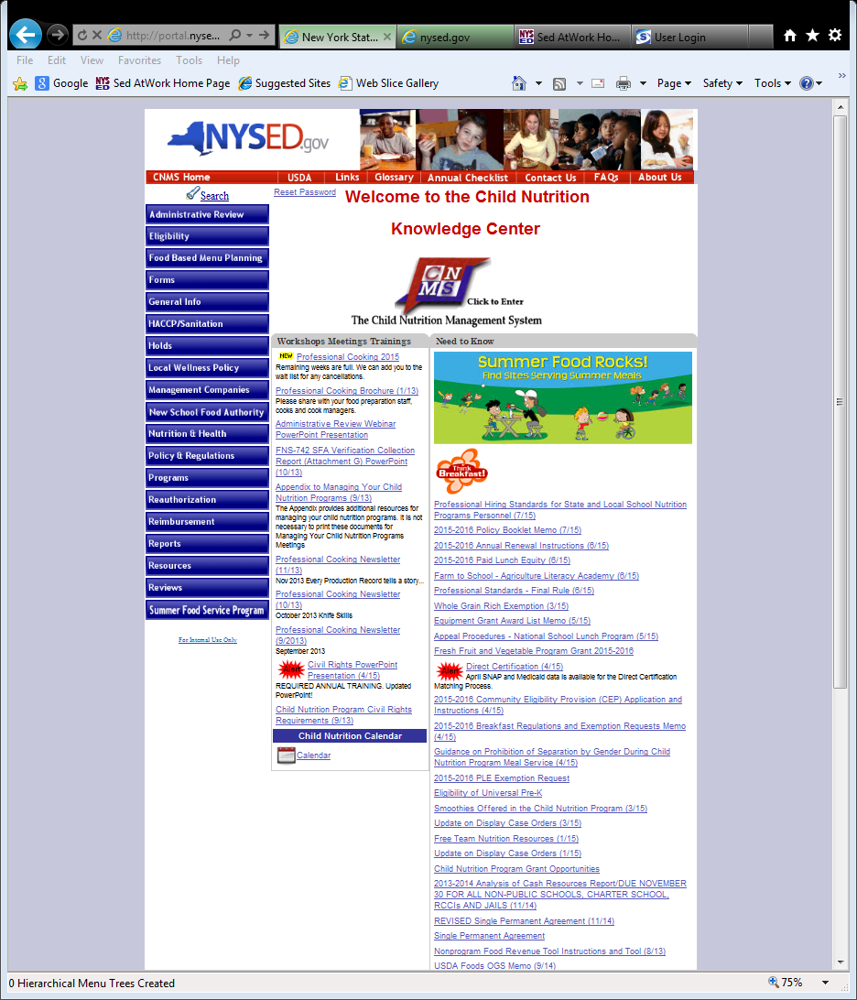 http://portal.nyse...
New York Stat...
nysed.gov
Sed AtWork Ho...
User Login
File Edit View Favorites Tools Help
Google
Sed AtWork Home Page
Suggested Sites
Web Slice Gallery
Page
Safety
Tools
NYSED.gov
CNMS Home
USDA
Links
Glossary
Annual Checklist
Contact Us
FAQs
About Us
Search
Administrative Review
Eligibility
Food Based Menu Planning
Forms
General Info
HACCP/Sanitation
Holds
Local Wellness Policy
Management Companies
New School Food Authority
Nutrition & Health
Policy & Regulations
Programs
Reauthorization
Reimbursement
Reports
Resources
Reviews
Summer Food Service Program
For Internal Use Only
Reset Password
Welcome to the Child Nutrition
Knowledge Center
CN
MS
Click to Enter
The Child Nutrition Management System
Workshops Meetings Trainings
NEW Professional Cooking 2015
Remaining weeks are full. We can add you to the
wait list for any cancellations.
Professional Cooking Brochure (1/13)
Please share with your food preparation staff,
cooks and cook managers.
Administrative Review Webinar
PowerPoint Presentation
FNS-742 SFA Verification Collection
Report (Attachment G) PowerPoint
(10/13)
Appendix to Managing Your Child
Nutrition Programs (9/13)
The Appendix provides additional resources for
managing your child nutrition programs. It is not
necessary to print these documents for
Managing Your Child Nutrition Programs
Meetings
Professional Cooking Newsletter
(11/13)
Nov 2013 Every Production Record tells a story...
Professional Cooking Newsletter
(10/13)
October 2013 Knife Skills
Professional Cooking Newsletter
(9/2013)
September 2013
Alert Civil Rights PowerPoint
Presentation (4/15)
REQUIRED ANNUAL TRAINING. Updated
PowerPoint!
Child Nutrition Program Civil Rights
Requirements (9/13)
Child Nutrition Calendar
Calendar
Need to Know
Summer Food Rocks!
Find Sites Serving Summer Meals
Think
Breakfast!
Professional Hiring Standards for State and Local School Nutrition
Programs Personnel (7/15)
2015-2016 Policy Booklet Memo (7/15)
2015-2016 Annual Renewal Instructions (6/15)
2015-2016 Paid Lunch Equity (6/15)
Farm to School - Agriculture Literacy Academy (6/15)
Professional Standards - Final Rule (6/15)
Whole Grain Rich Exemption (3/15)
Equipment Grant Award List Memo (5/15)
Appeal Procedures - National School Lunch Program (5/15)
Fresh Fruit and Vegetable Program Grant 2015-2016
Alert Direct Certification (4/15)
April SNAP and Medicaid data is available for the Direct Certification
Matching Process.
2015-2016 Community Eligibility Provision (CEP) Application and
Instructions (4/15)
2015-2016 Breakfast Regulations and Exemption Requests Memo
(4/15)
Guidance on Prohibition of Separation by Gender During Child
Nutrition Program Meal Service (4/15)
2015-2016 PLE Exemption Request
Eligibility of Universal Pre-K
Smoothies Offered in the Child Nutrition Program (3/15)
Update on Display Case Orders (3/15)
Free Team Nutrition Resources (1/15)
Update on Display Case Orders (1/15)
Child Nutrition Program Grant Opportunities
2013-2014 Analysis of Cash Resources Report/DUE NOVEMBER
30 FOR ALL NON-PUBLIC SCHOOLS, CHARTER SCHOOL,
RCCIs AND JAILS (11/14)
REVISED Single Permanent Agreement (11/14)
Single Permanent Agreement
Nonprogram Food Revenue Tool Instructions and Tool (8/13)
USDA Foods OGS Memo (9/14)
0 Hierarchical Menu Trees Created
75%